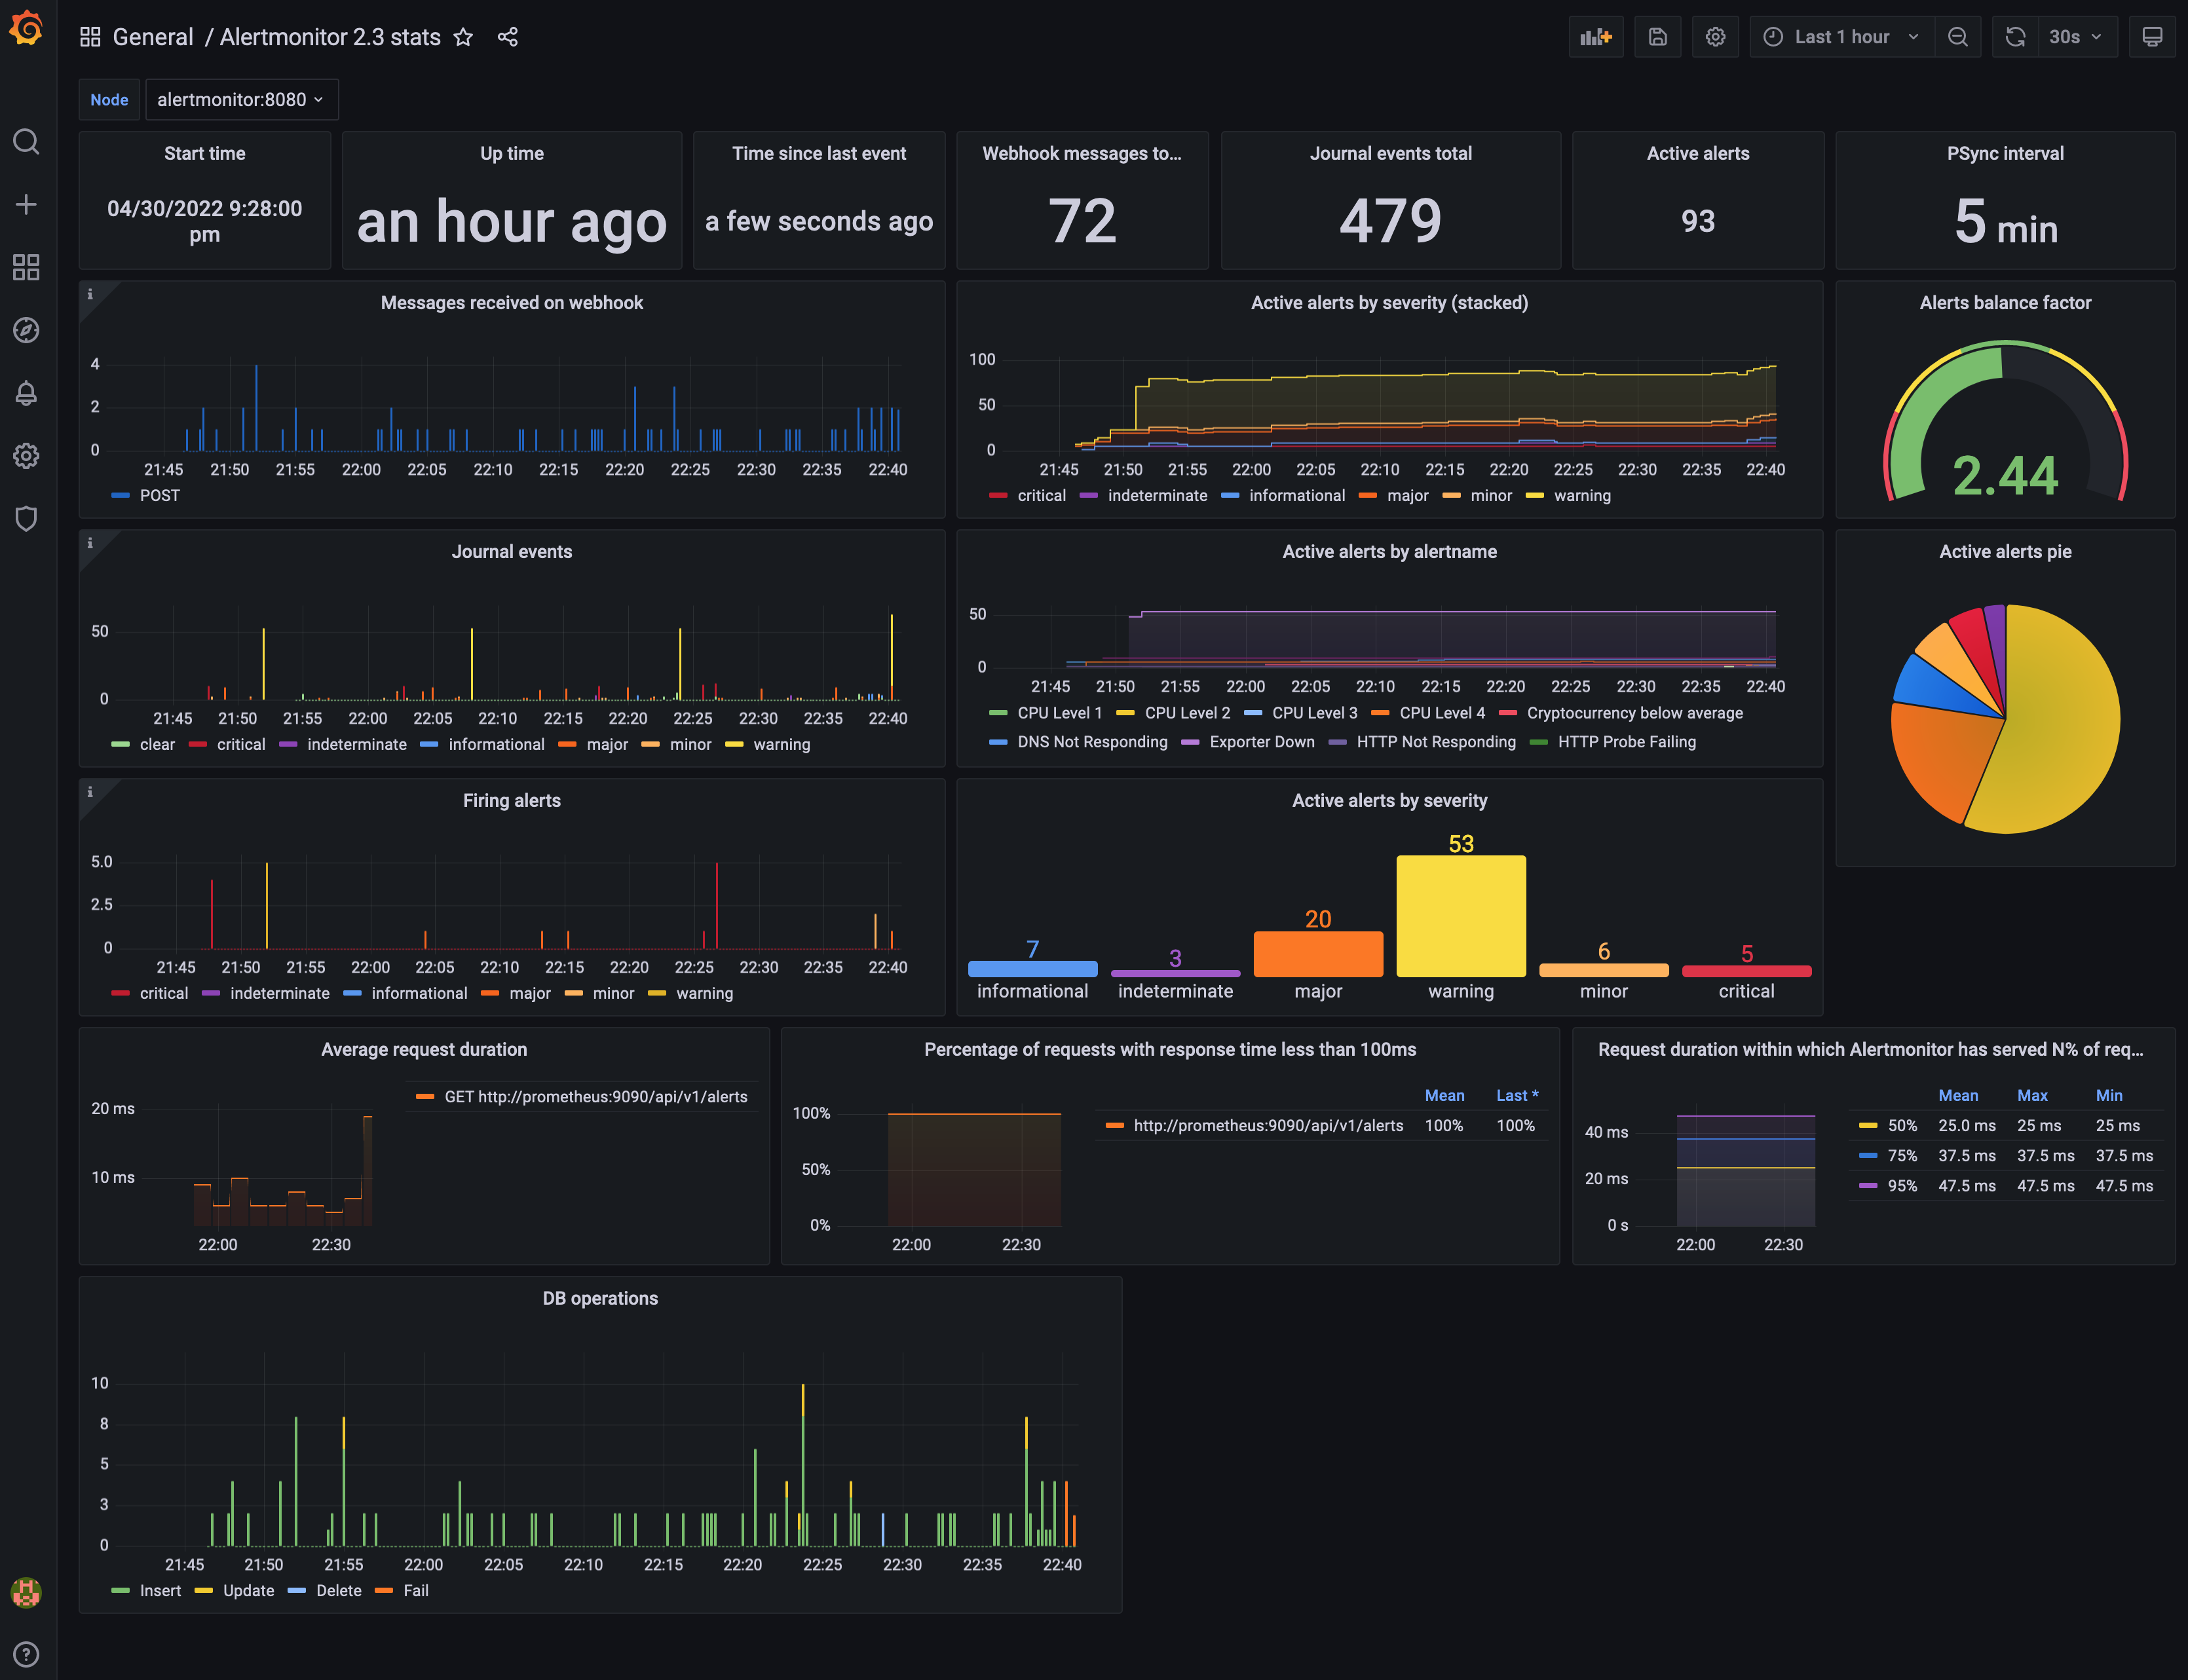 General / Alertmonitor 2.3 stats
Last 1 hour
30s
Node
alertmonitor:8080
Start time
04/30/2022 9:28:00
pm
Up time
an hour ago
Time since last event
a few seconds ago
Webhook messages to...
72
Journal events total
479
Active alerts
93
PSync interval
5 min
i
Messages received on webhook
4
2
0
21:45 21:50 21:55 22:00 22:05 22:10 22:15 22:20 22:25 22:30 22:35 22:40
POST
Active alerts by severity (stacked)
100
50
0
21:45 21:50 21:55 22:00 22:05 22:10 22:15 22:20 22:25 22:30 22:35 22:40
critical indeterminate informational major minor warning
Alerts balance factor
2.44
i
Journal events
50
0
21:45 21:50 21:55 22:00 22:05 22:10 22:15 22:20 22:25 22:30 22:35 22:40
clear critical indeterminate informational major minor warning
Active alerts by alertname
50
0
21:45 21:50 21:55 22:00 22:05 22:10 22:15 22:20 22:25 22:30 22:35 22:40
CPU Level 1 CPU Level 2 CPU Level 3 CPU Level 4 Cryptocurrency below average
DNS Not Responding Exporter Down HTTP Not Responding HTTP Probe Failing
Active alerts pie
i
Firing alerts
5.0
2.5
0
21:45 21:50 21:55 22:00 22:05 22:10 22:15 22:20 22:25 22:30 22:35 22:40
critical indeterminate informational major minor warning
Active alerts by severity
7 3 20 53 6 5
informational indeterminate major warning minor critical
Average request duration
20 ms
10 ms
22:00 22:30
GET http://prometheus:9090/api/v1/alerts
Percentage of requests with response time less than 100ms
100%
50%
0%
22:00 22:30
Mean Last *
http://prometheus:9090/api/v1/alerts 100% 100%
Request duration within which Alertmonitor has served N% of req...
40 ms
20 ms
0 s
22:00 22:30
Mean Max Min
50% 25.0 ms 25 ms 25 ms
75% 37.5 ms 37.5 ms 37.5 ms
95% 47.5 ms 47.5 ms 47.5 ms
DB operations
10
8
5
3
0
21:45 21:50 21:55 22:00 22:05 22:10 22:15 22:20 22:25 22:30 22:35 22:40
Insert Update Delete Fail